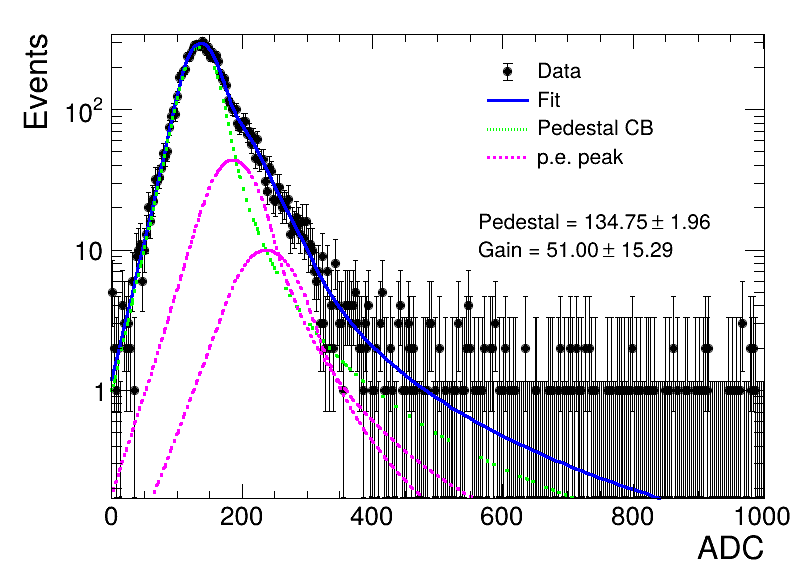 Events
10²
10
1
Data
Fit
Pedestal CB
p.e. peak
Pedestal = 134.75 ± 1.96
Gain = 51.00 ± 15.29
0 200 400 600 800 1000
ADC